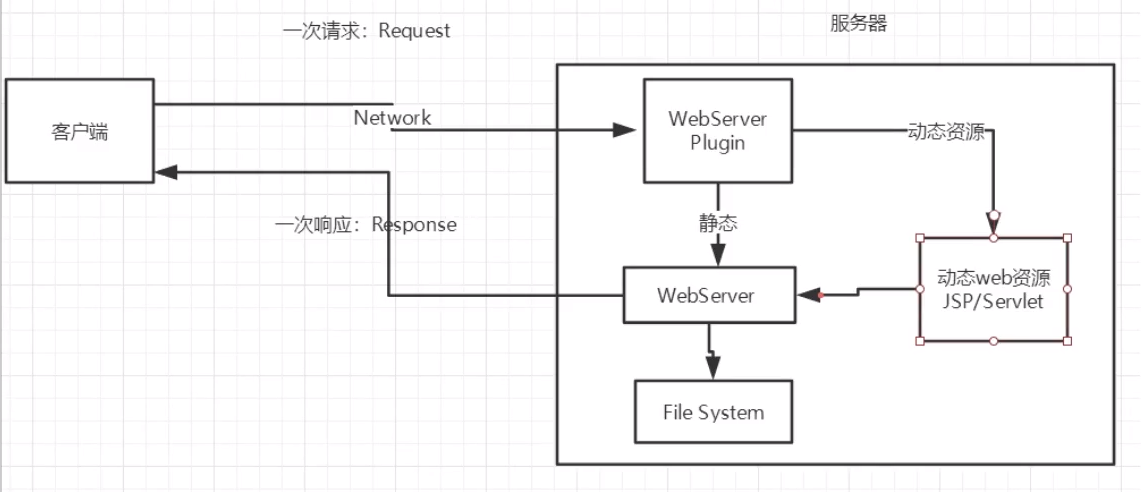 一次请求：Request
服务器
客户端
Network
WebServer
Plugin
动态资源
一次响应：Response
静态
动态web资源
JSP/Servlet
WebServer
File System